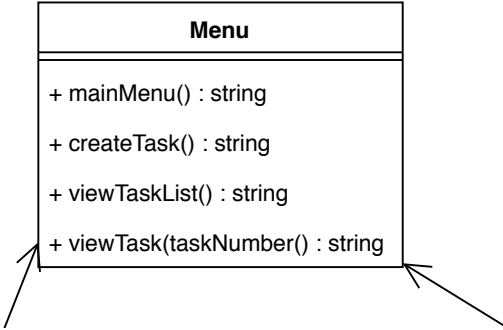 Menu
+ mainMenu() : string
+ createTask() : string
+ viewTaskList() : string
+ viewTask(taskNumber() : string